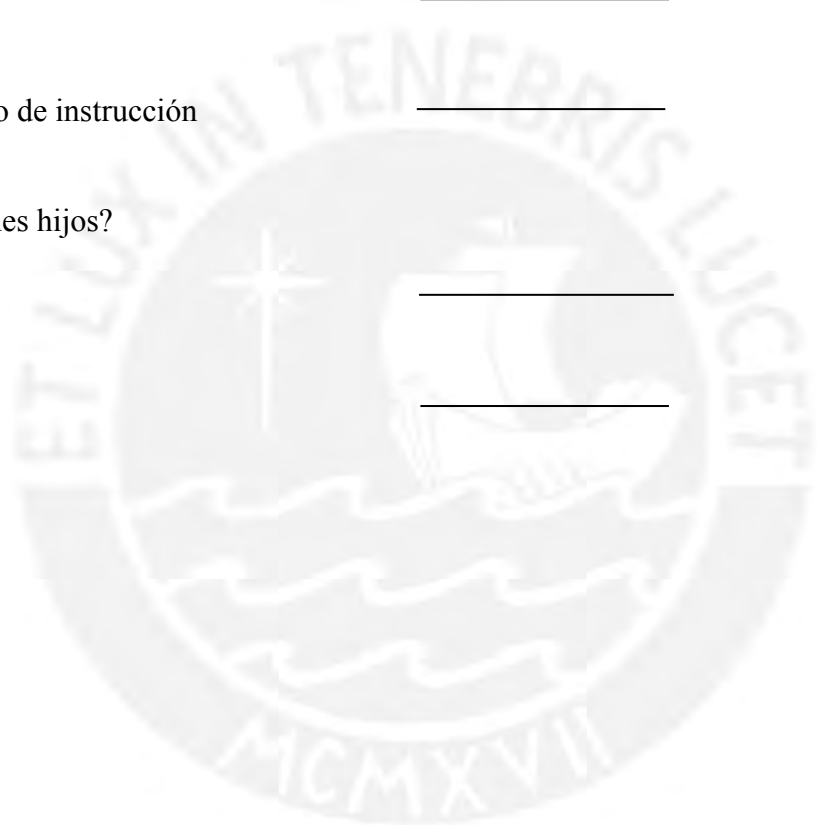 o de instrucción
es hijos?
ET LUX IN TENEBRIS LUCET
MCMXVII